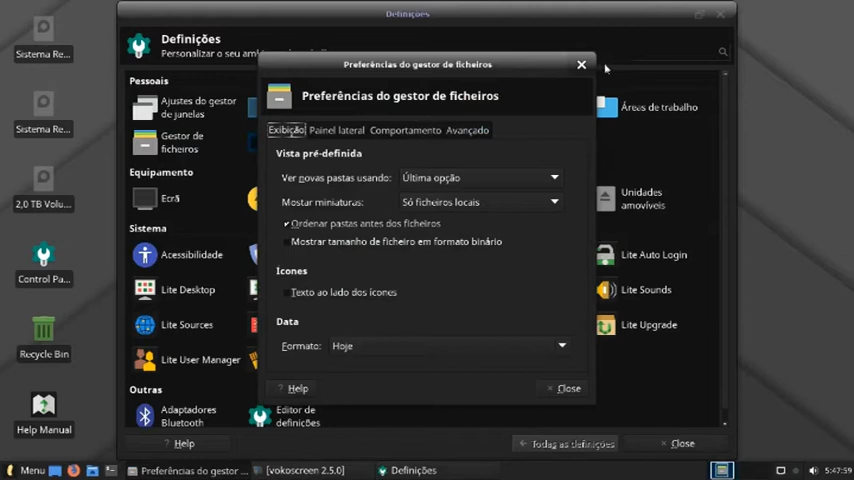 Definições
Definições
Personalizar o seu
Sistema Re...
Sistema Re...
2,0 TB Volu...
Control Pa...
Recycle Bin
Help Manual
Pessoais
Ajustes do gestor
de janelas
Gestor de
ficheiros
Áreas de trabalho
Equipamento
Ecrã
Unidades
amovíveis
Sistema
Acessibilidade
Lite Auto Login
Lite Desktop
Lite Sounds
Lite Sources
Lite Upgrade
Lite User Manager
Outras
Adaptadores
Bluetooth
Editor de
definições
Preferências do gestor de ficheiros
Preferências do gestor de ficheiros
Exibição Painel lateral Comportamento Avançado
Vista pré-definida
Ver novas pastas usando: Última opção
Mostrar miniaturas: Só ficheiros locais
Ordenar pastas antes dos ficheiros
Mostrar tamanho de ficheiro em formato binário
Ícones
Texto ao lado dos ícones
Data
Formato: Hoje
? Help × Close
? Help Todas as definições × Close
Menu Preferências do gestor ... [vokoscreen 2.5.0] Definições 5:47:59